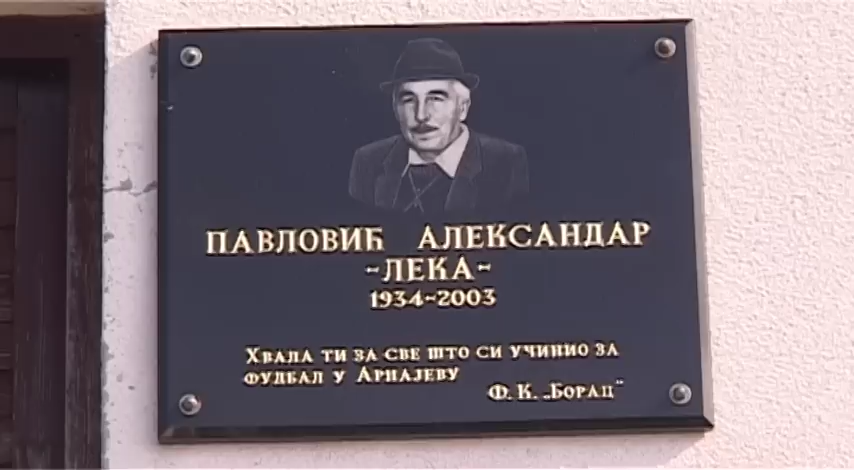 ПАВЛОВИЋ АЛЕКСАНДАР
-ЛЕКА-
1934-2003
ХВАЛА ТИ ЗА СВЕ ШТО СИ УЧИНИО ЗА
ФУДБАЛ У АРНАЈЕВУ
Ф. К. „БОРАЦ"